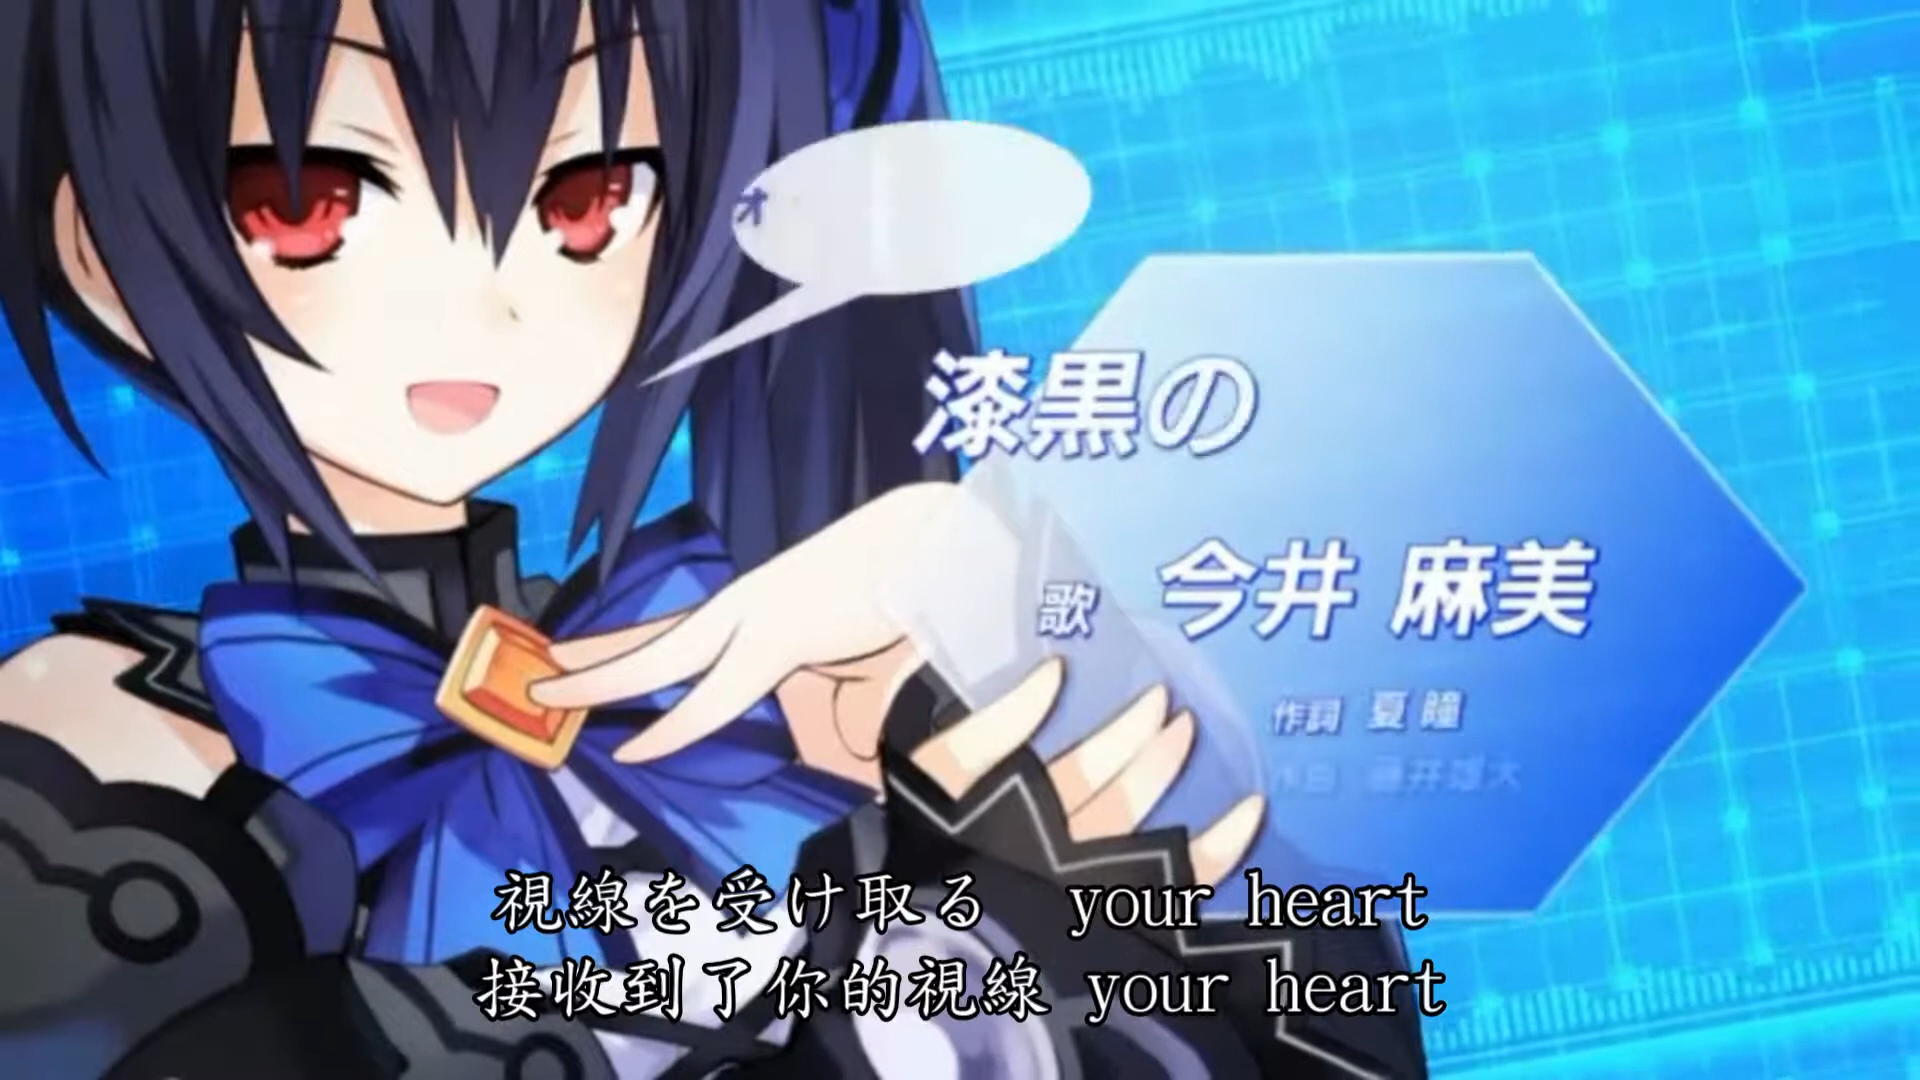 オ
漆黒の
歌 今井 麻美
作詞 夏 瞳
視線を受け取る your heart
接收到了你的視線 your heart